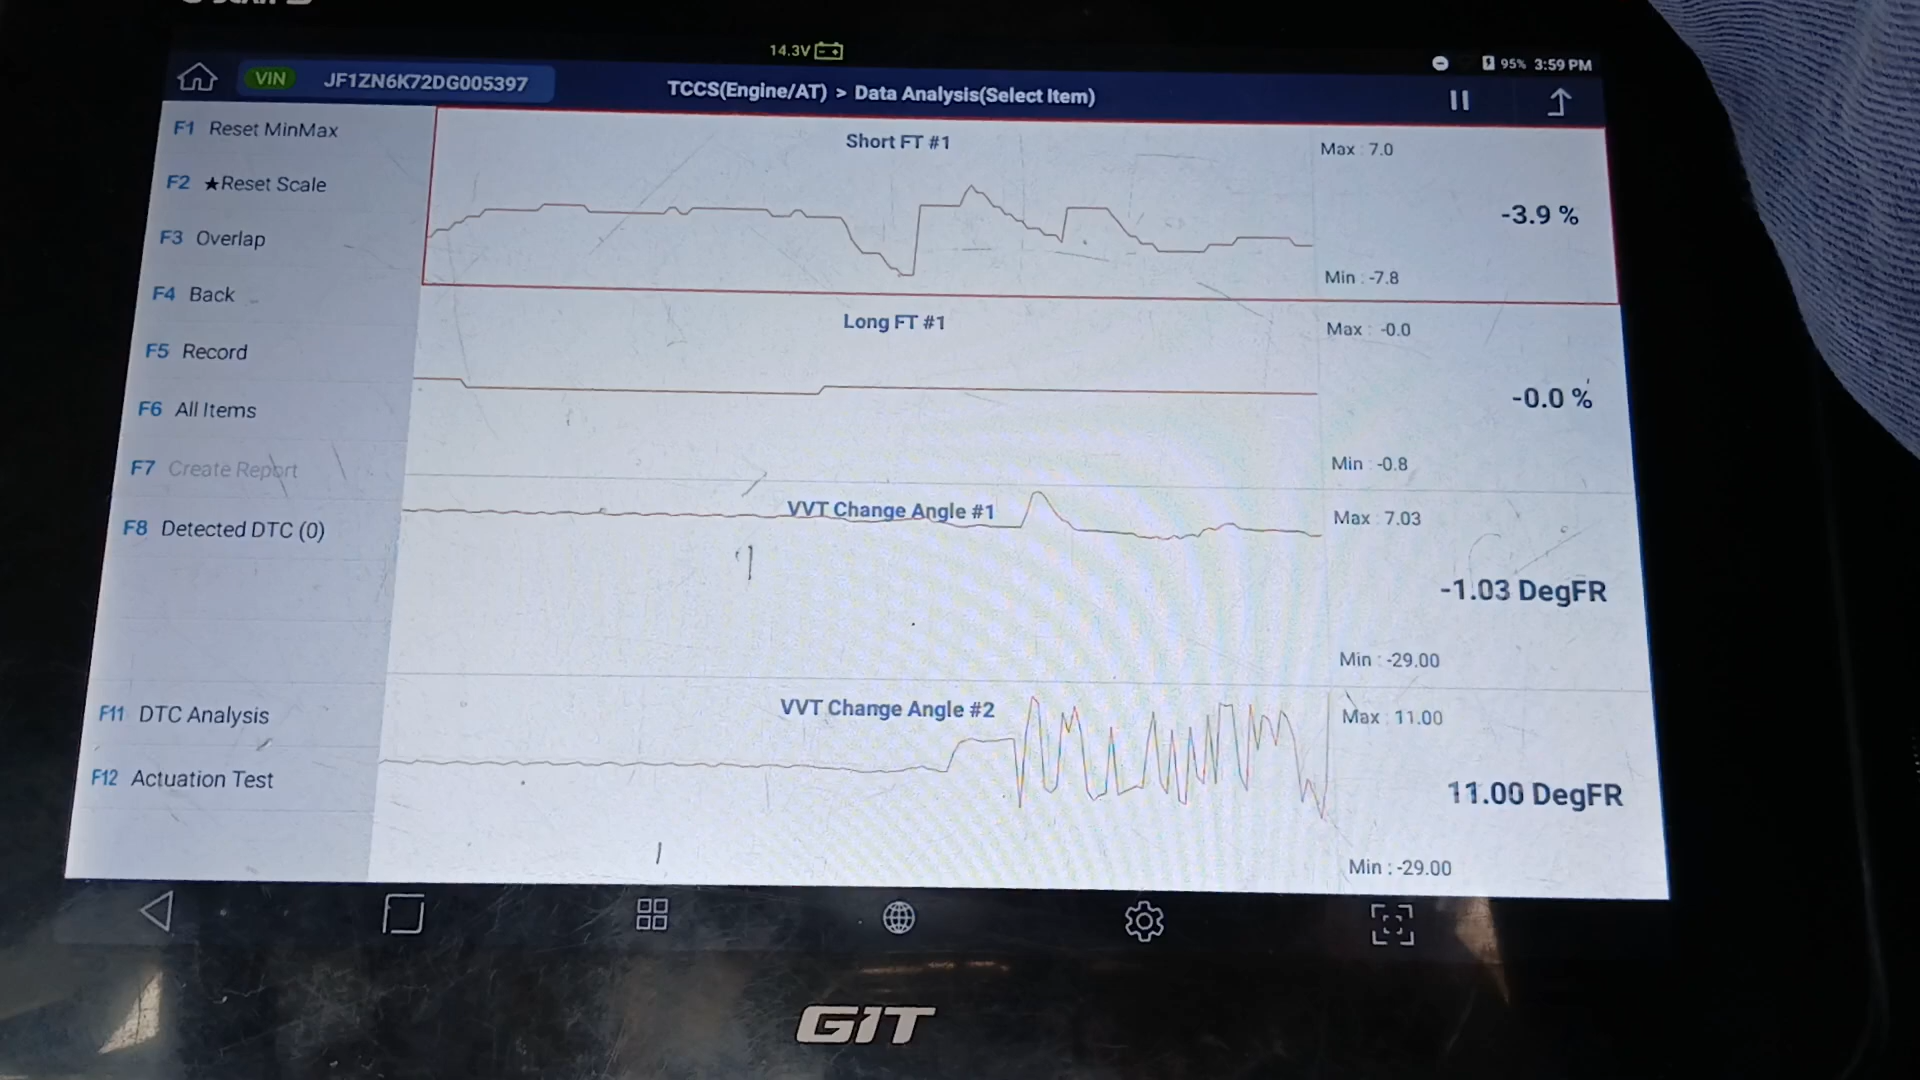 14.3V
95% 3:59 PM
VIN JF1ZN6K72DG005397
TCCS(Engine/AT) > Data Analysis(Select Item)
F1 Reset MinMax
F2 ★Reset Scale
F3 Overlap
F4 Back
F5 Record
F6 All Items
F7 Create Report
F8 Detected DTC (0)
F11 DTC Analysis
F12 Actuation Test
Short FT #1
Max : 7.0
-3.9 %
Min : -7.8
Long FT #1
Max : -0.0
-0.0 %
Min : -0.8
VVT Change Angle #1
Max : 7.03
-1.03 DegFR
Min : -29.00
VVT Change Angle #2
Max : 11.00
11.00 DegFR
Min : -29.00
GIT